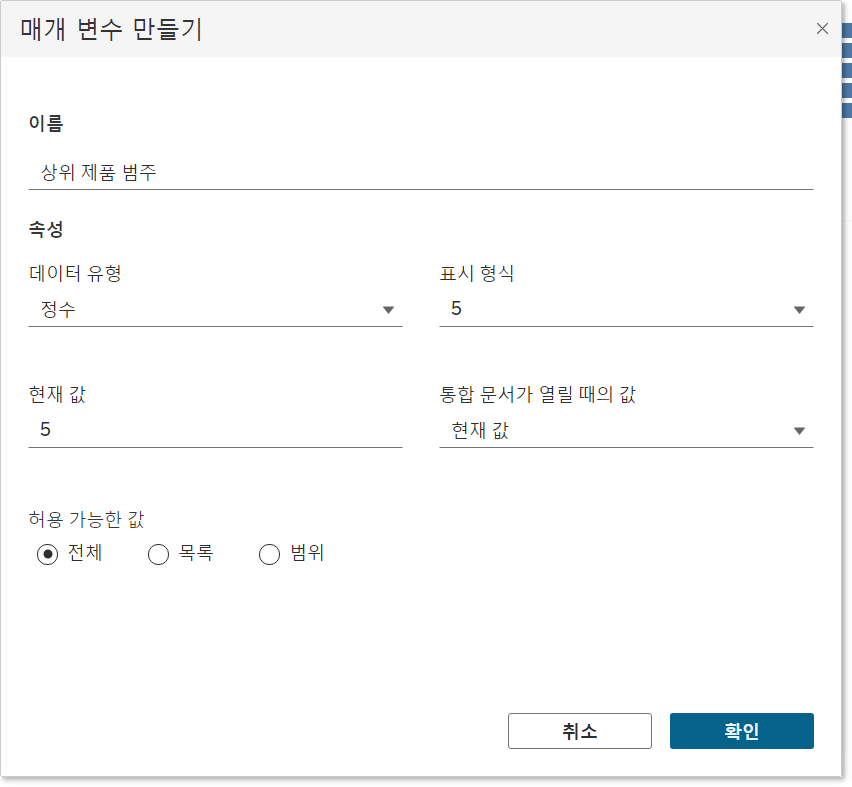 매개 변수 만들기
이름
상위 제품 범주
속성
데이터 유형
표시 형식
정수
5
현재 값
통합 문서가 열릴 때의 값
5
현재 값
허용 가능한 값
전체
목록
범위
취소
확인